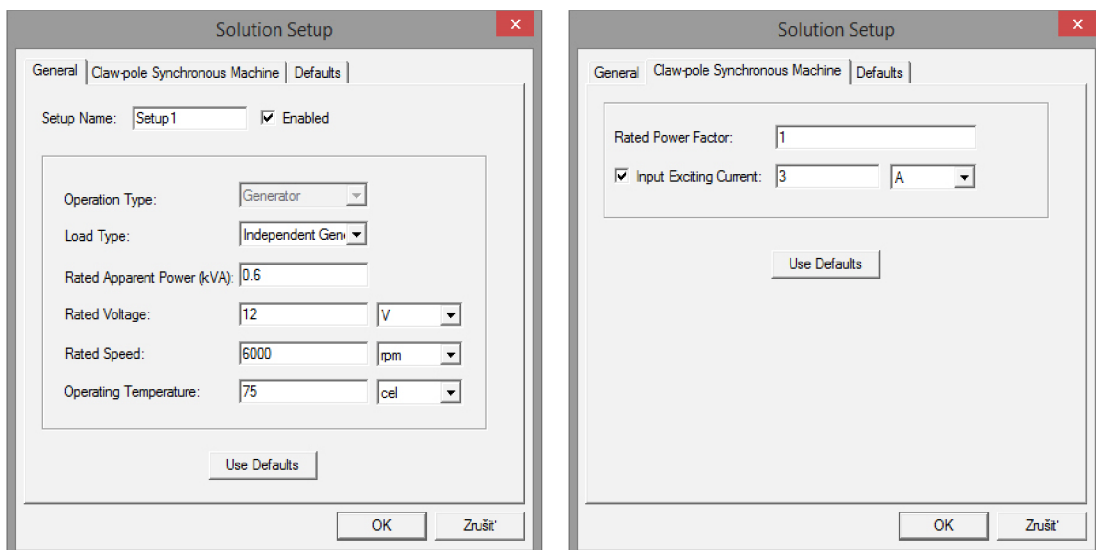 Solution Setup
×
General Claw-pole Synchronous Machine Defaults
Setup Name: Setup1 Enabled
Operation Type: Generator
Load Type: Independent Gen
Rated Apparent Power (kVA): 0.6
Rated Voltage: 12 V
Rated Speed: 6000 rpm
Operating Temperature: 75 cel
Use Defaults
OK Zrušiť
Solution Setup
×
General Claw-pole Synchronous Machine Defaults
Rated Power Factor: 1
Input Exciting Current: 3 A
Use Defaults
OK Zrušiť